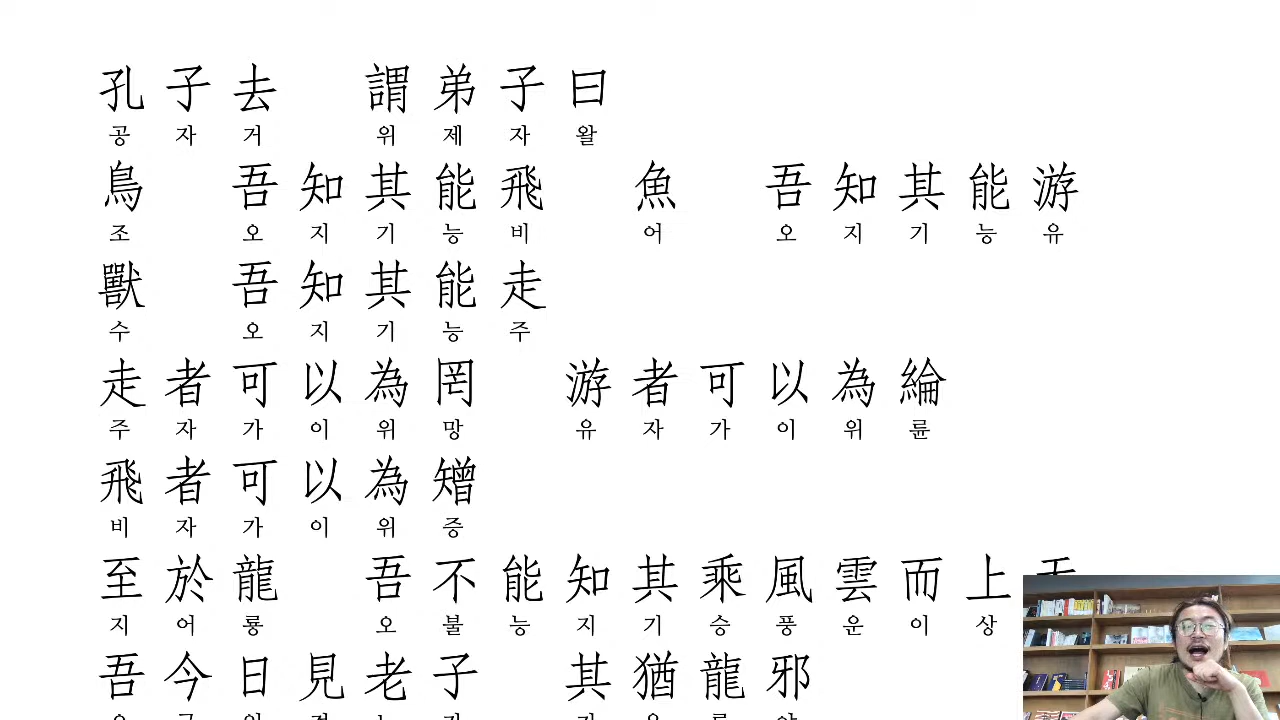 孔子去 謂弟子曰
공 자 거 위 제 자 왈
鳥 吾知其能飛 魚 吾知其能游
조 오 지 기 능 비 어 오 지 기 능 유
獸 吾知其能走
수 오 지 기 능 주
走者可以為罔 游者可以為綸
주 자 가 이 위 망 유 자 가 이 위 륜
飛者可以為矰
비 자 가 이 위 증
至於龍 吾不能知其乘風雲而上
지 어 룡 오 불 능 지 기 승 풍 운 이 상
吾今日見老子 其猶龍邪